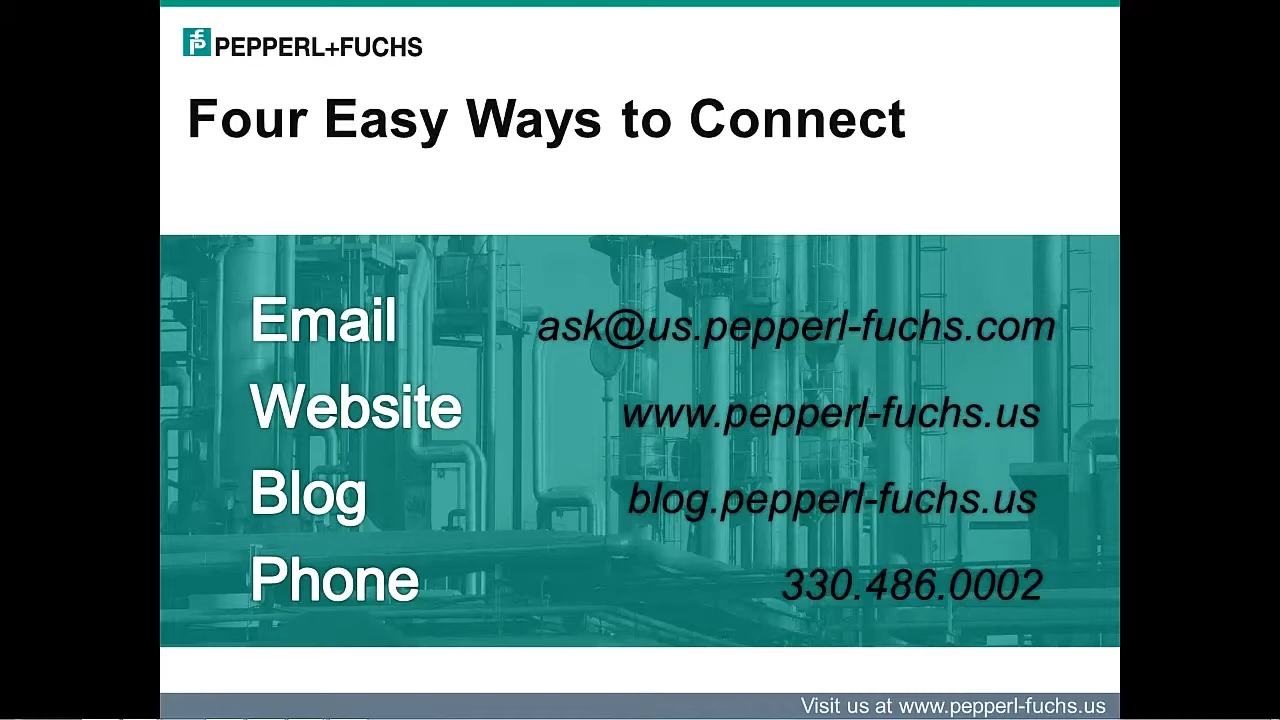 PEPPERL+FUCHS
Four Easy Ways to Connect
Email ask@us.pepperl-fuchs.com
Website www.pepperl-fuchs.us
Blog blog.pepperl-fuchs.us
Phone 330.486.0002
Visit us at www.pepperl-fuchs.us